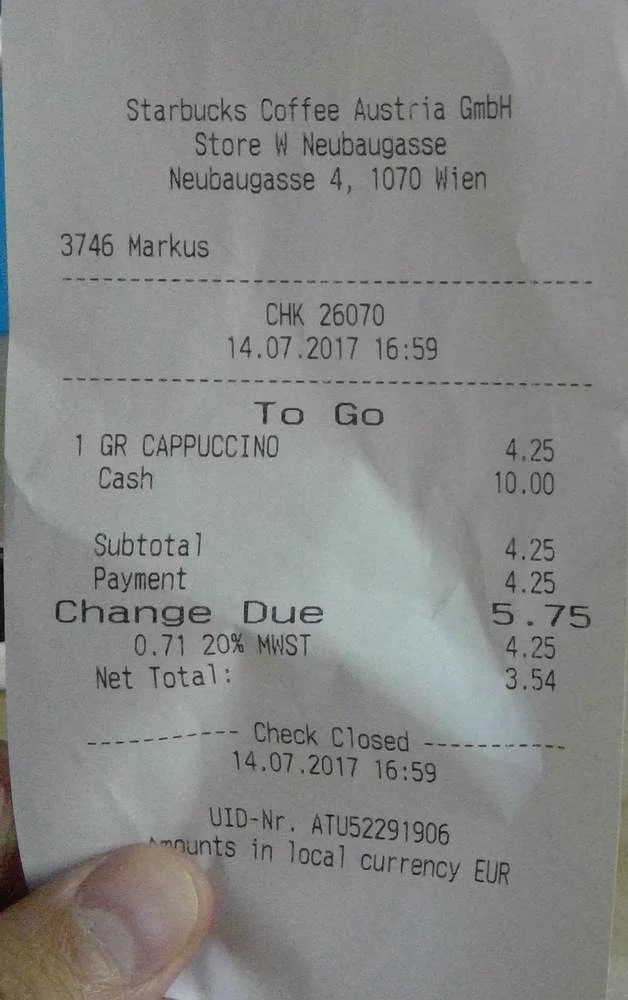 Starbucks Coffee Austria GmbH
Store W Neubaugasse
Neubaugasse 4, 1070 Wien
3746 Markus
--------------------------------------------
CHK 26070
14.07.2017 16:59
--------------------------------------------
To Go
1 GR CAPPUCCINO 4.25
Cash 10.00
Subtotal 4.25
Payment 4.25
Change Due 5.75
0.71 20% MWST 4.25
Net Total: 3.54
------------ Check Closed ------------
14.07.2017 16:59
UID-Nr. ATU52291906
Amounts in local currency EUR